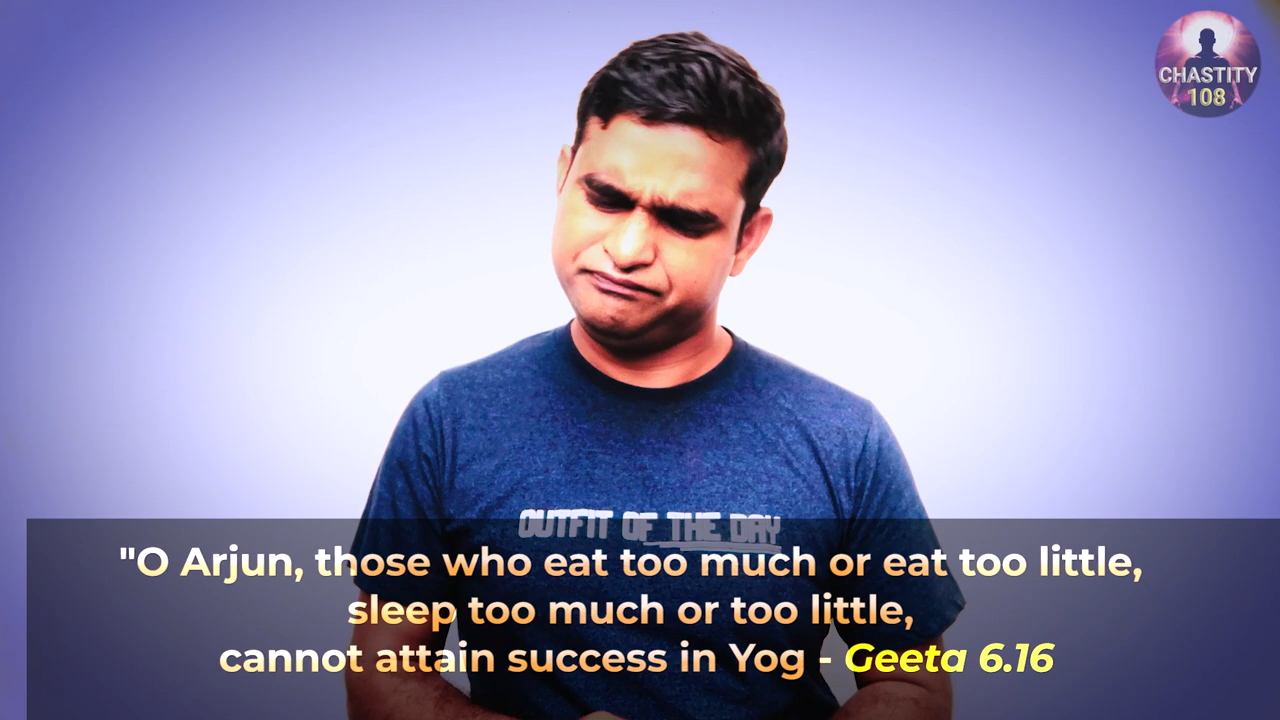 CHASTITY
108
OUTFIT OF THE DAY
"O Arjun, those who eat too much or eat too little,
sleep too much or too little,
cannot attain success in Yog - Geeta 6.16